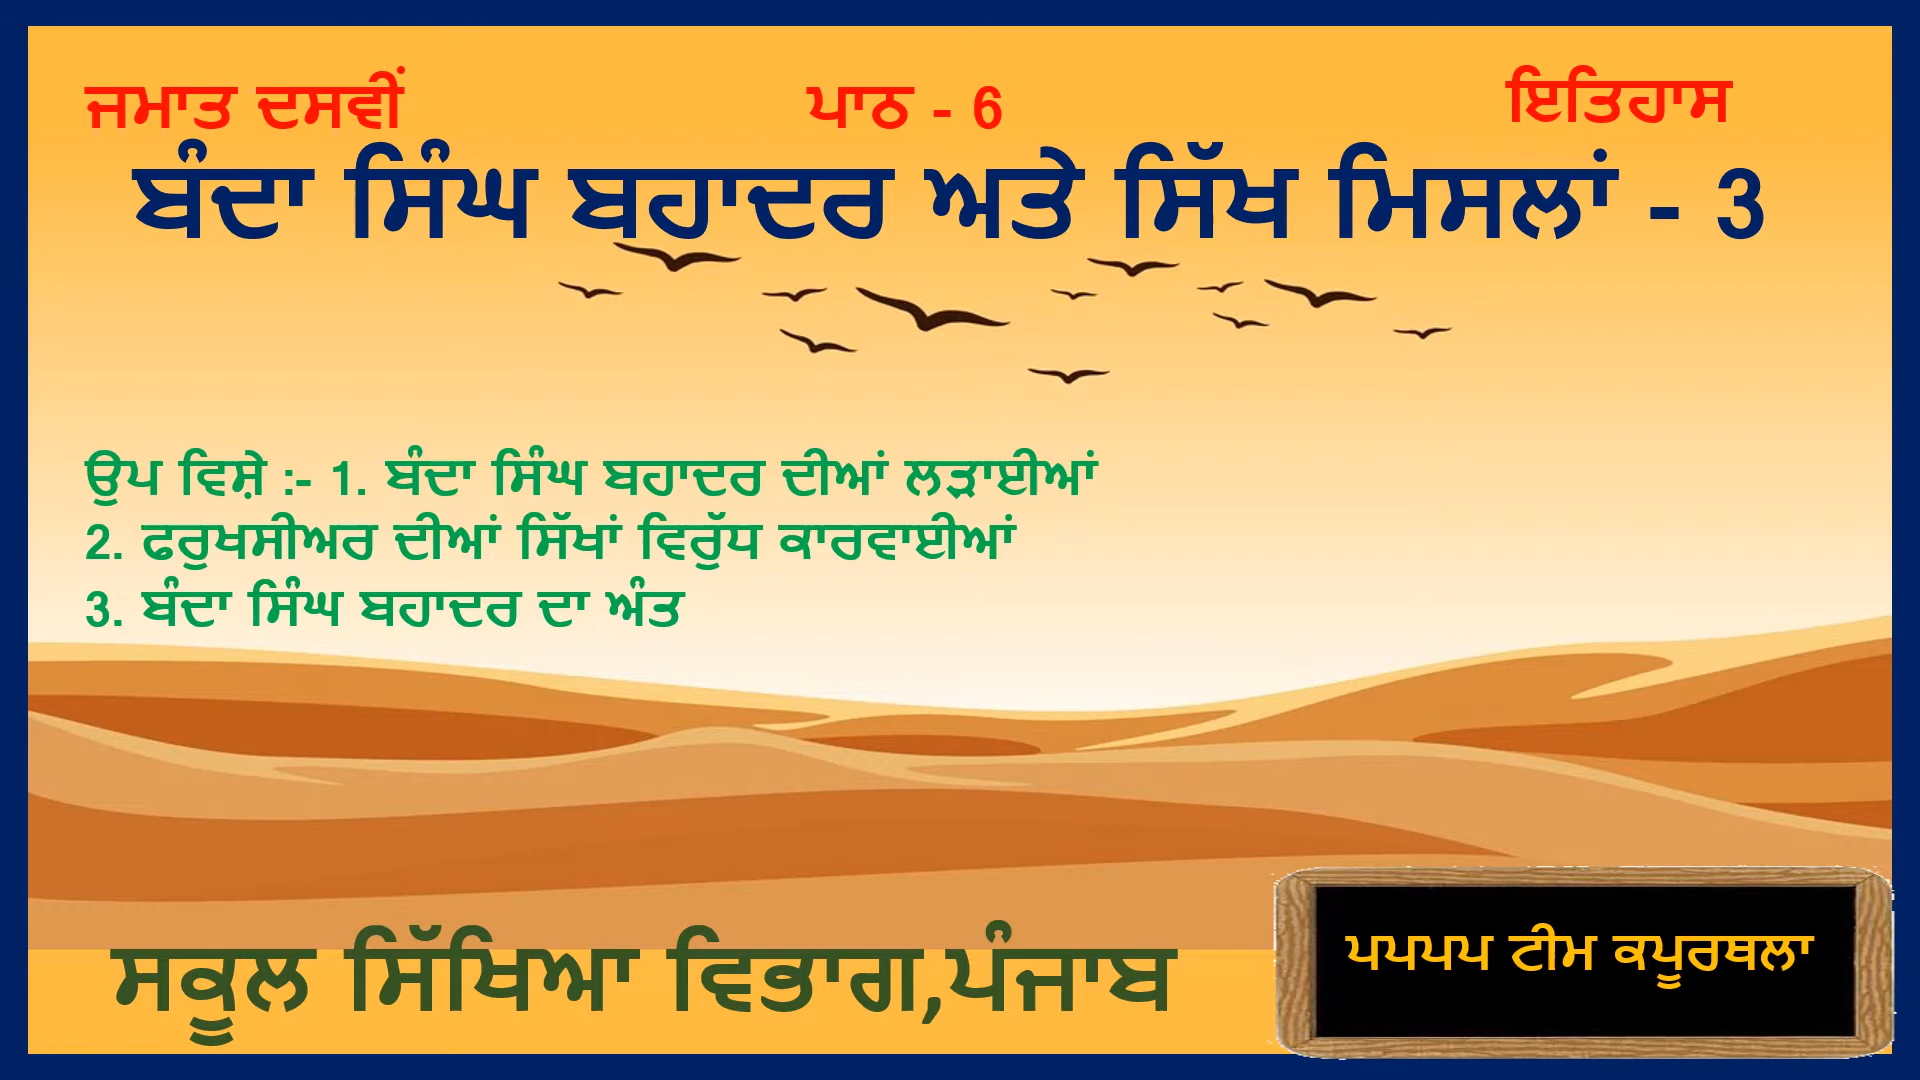 ਜਮਾਤ ਦਸਵੀਂ ਪਾਠ - 6 ਇਤਿਹਾਸ
ਬੰਦਾ ਸਿੰਘ ਬਹਾਦਰ ਅਤੇ ਸਿੱਖ ਮਿਸਲਾਂ - 3
ਉਪ ਵਿਸ਼ੇ :- 1. ਬੰਦਾ ਸਿੰਘ ਬਹਾਦਰ ਦੀਆਂ ਲੜਾਈਆਂ
2. ਫਰੁਖਸੀਅਰ ਦੀਆਂ ਸਿੱਖਾਂ ਵਿਰੁੱਧ ਕਾਰਵਾਈਆਂ
3. ਬੰਦਾ ਸਿੰਘ ਬਹਾਦਰ ਦਾ ਅੰਤ
ਸਕੂਲ ਸਿੱਖਿਆ ਵਿਭਾਗ,ਪੰਜਾਬ
ਪਪਪਪ ਟੀਮ ਕਪੂਰਥਲਾ